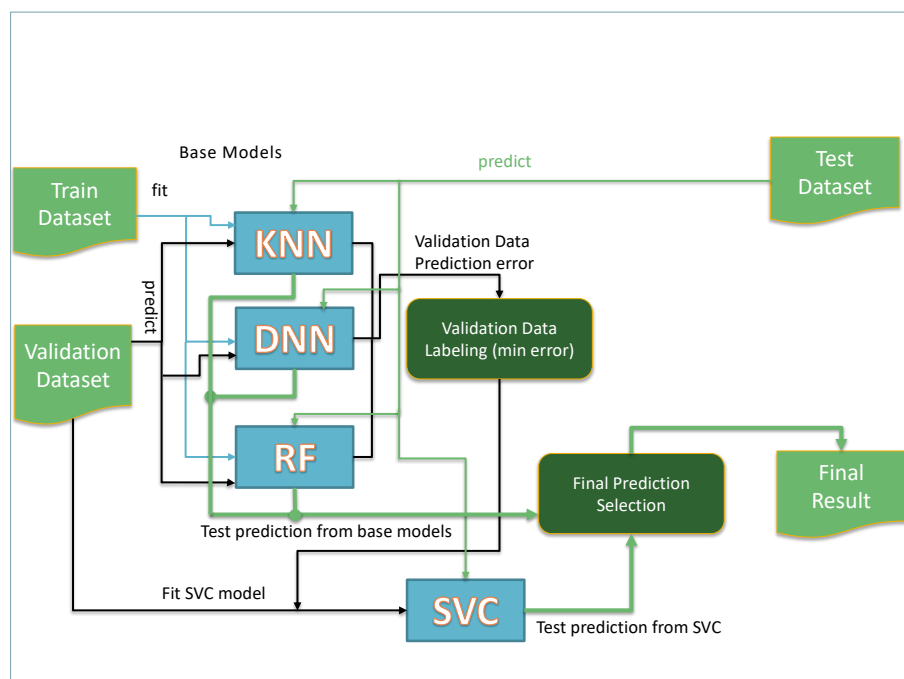 Base Models
predict
Test
Dataset
Train
Dataset
fit
KNN
Validation Data
Prediction error
predict
DNN
Validation Data
Labeling (min error)
Validation
Dataset
RF
Final Prediction
Selection
Final
Result
Test prediction from base models
Fit SVC model
SVC
Test prediction from SVC